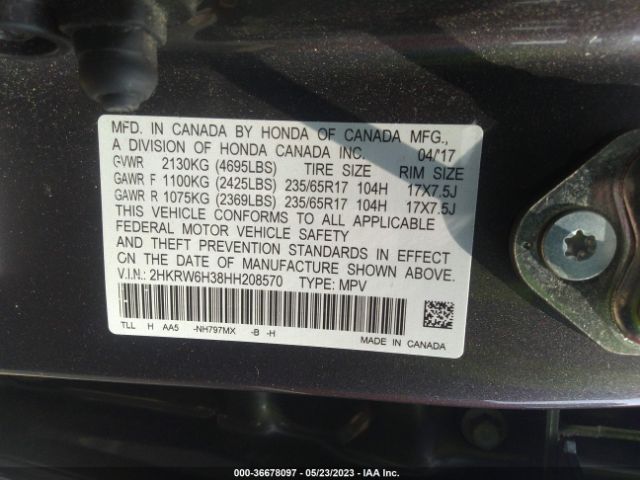 MFD. IN CANADA BY HONDA OF CANADA MFG.,
A DIVISION OF HONDA CANADA INC. 04/'17
GVWR 2130KG (4695LBS) TIRE SIZE RIM SIZE
GAWR F 1100KG (2425LBS) 235/65R17 104H 17X7.5J
GAWR R 1075KG (2369LBS) 235/65R17 104H 17X7.5J
THIS VEHICLE CONFORMS TO ALL APPLICABLE
FEDERAL MOTOR VEHICLE SAFETY
AND THEFT PREVENTION STANDARDS IN EFFECT
ON THE DATE OF MANUFACTURE SHOWN ABOVE.
V.I.N.: 2HKRW6H38HH208570 TYPE: MPV
TLL H AA5 -NH797MX -B -H
MADE IN CANADA
000-36678097 - 05/23/2023 - IAA Inc.